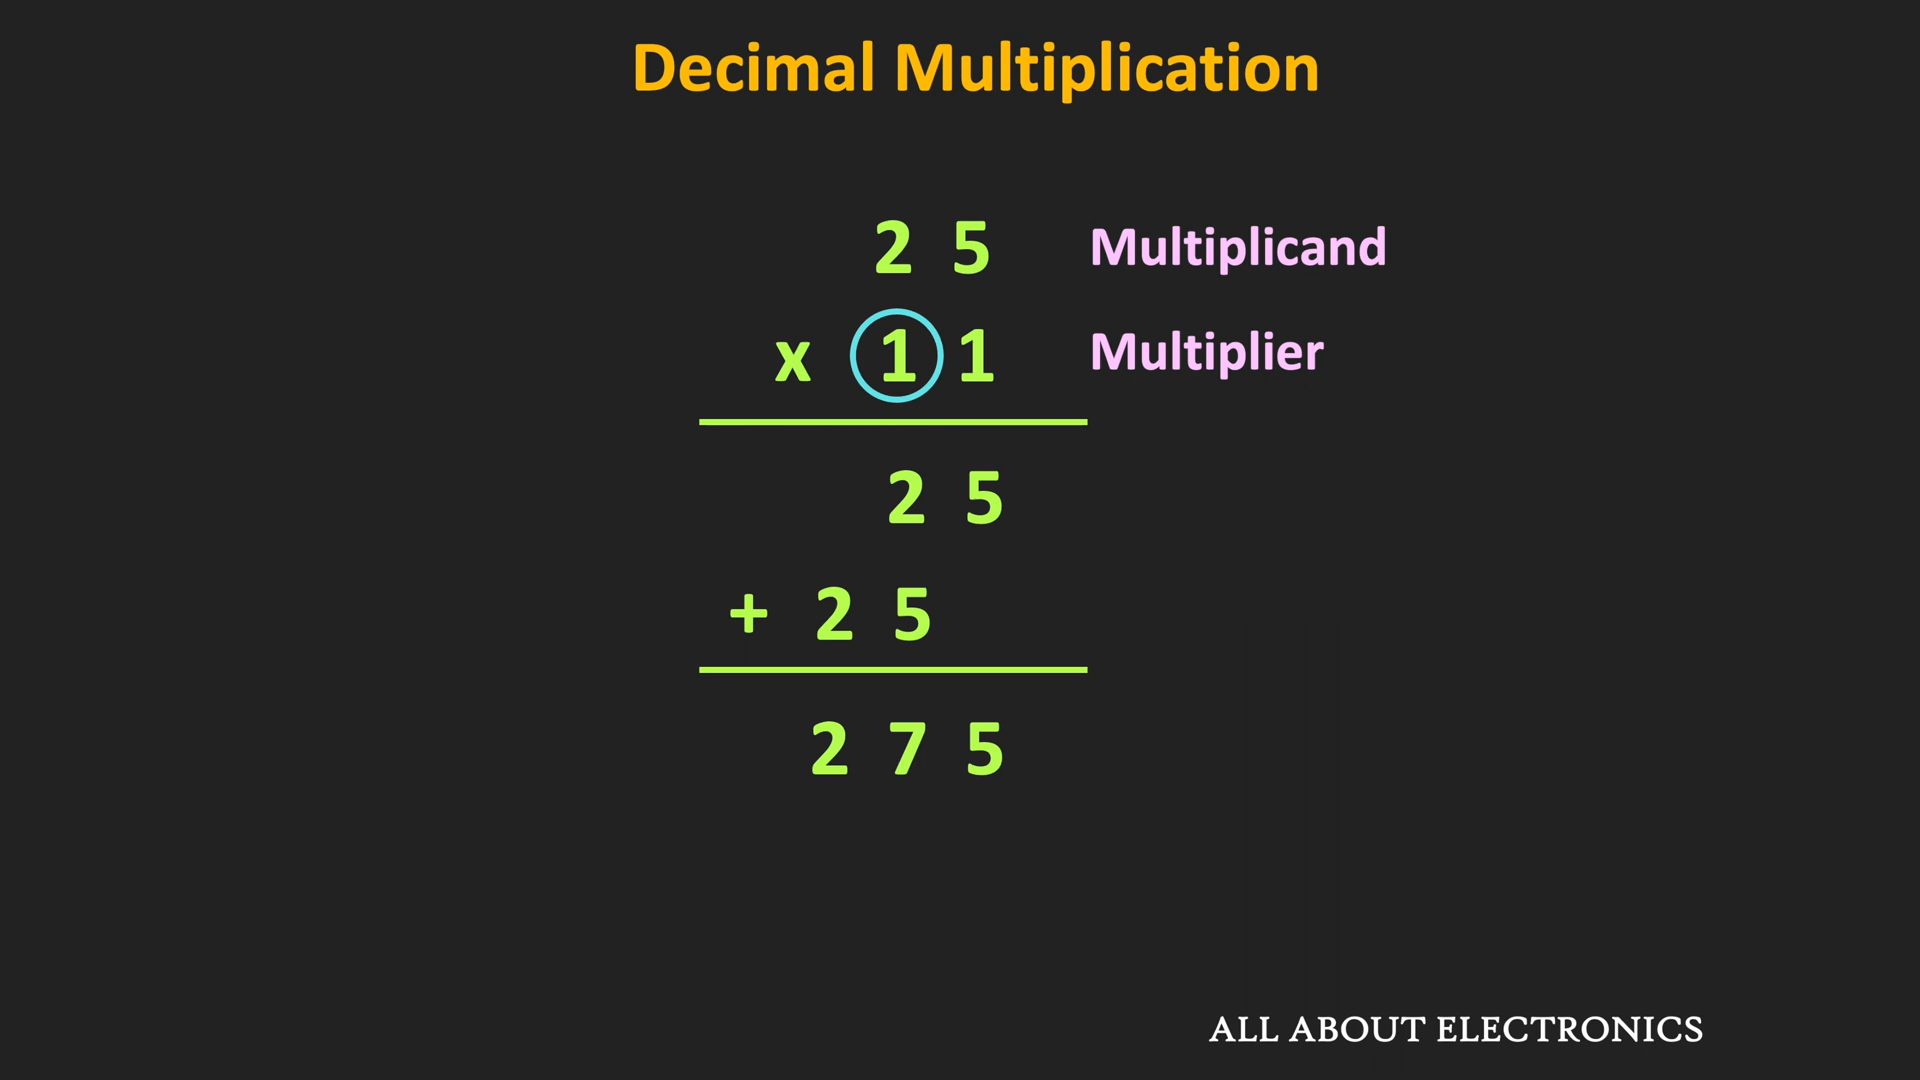 Decimal Multiplication
2 5 Multiplicand
x 1 1 Multiplier
2 5
+ 2 5
2 7 5
ALL ABOUT ELECTRONICS